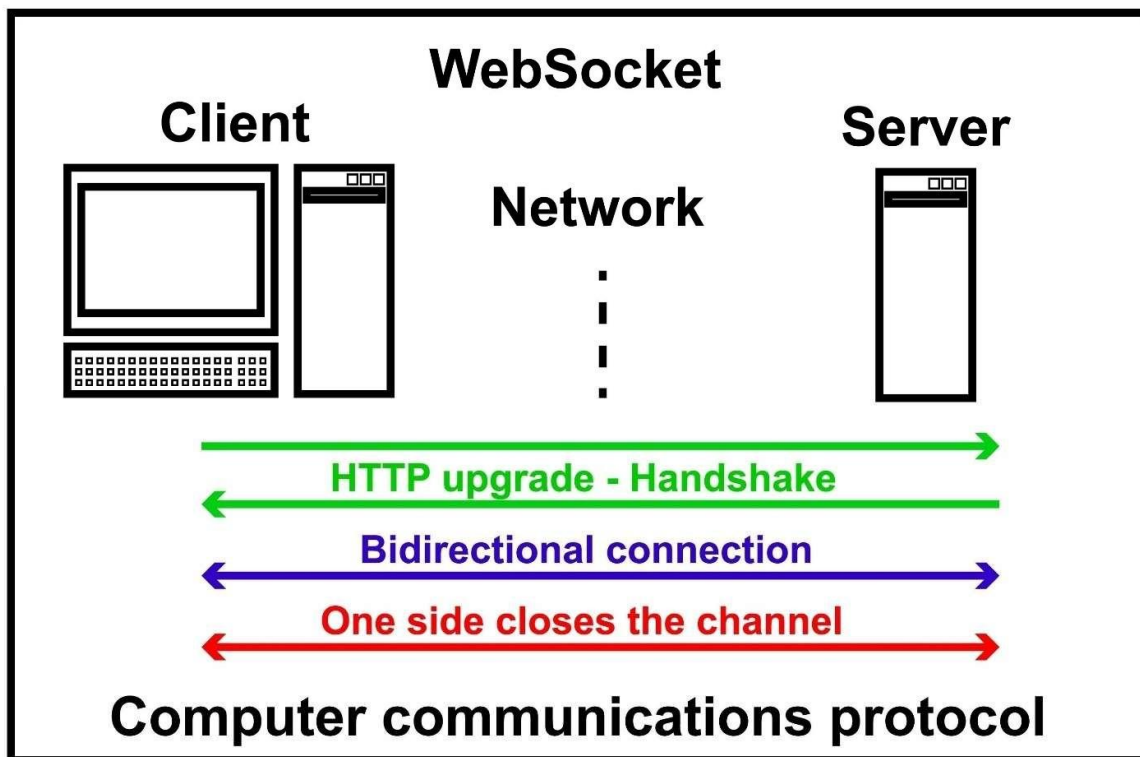 WebSocket
Client
Server
Network
HTTP upgrade - Handshake
Bidirectional connection
One side closes the channel
Computer communications protocol